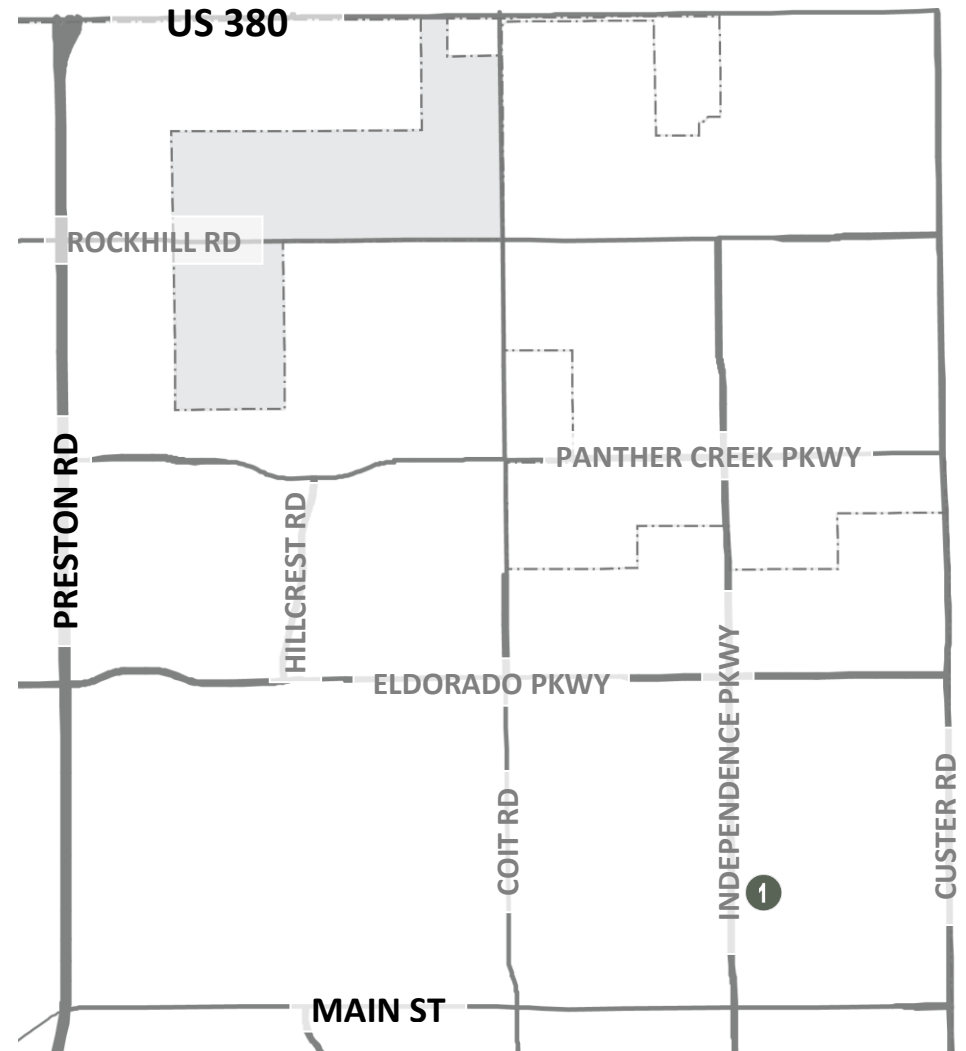 US 380
ROCKHILL RD
PRESTON RD
PANTHER CREEK PKWY
HILLCREST RD
ELDORADO PKWY
INDEPENDENCE PKWY
COIT RD
CUSTER RD
1
MAIN ST